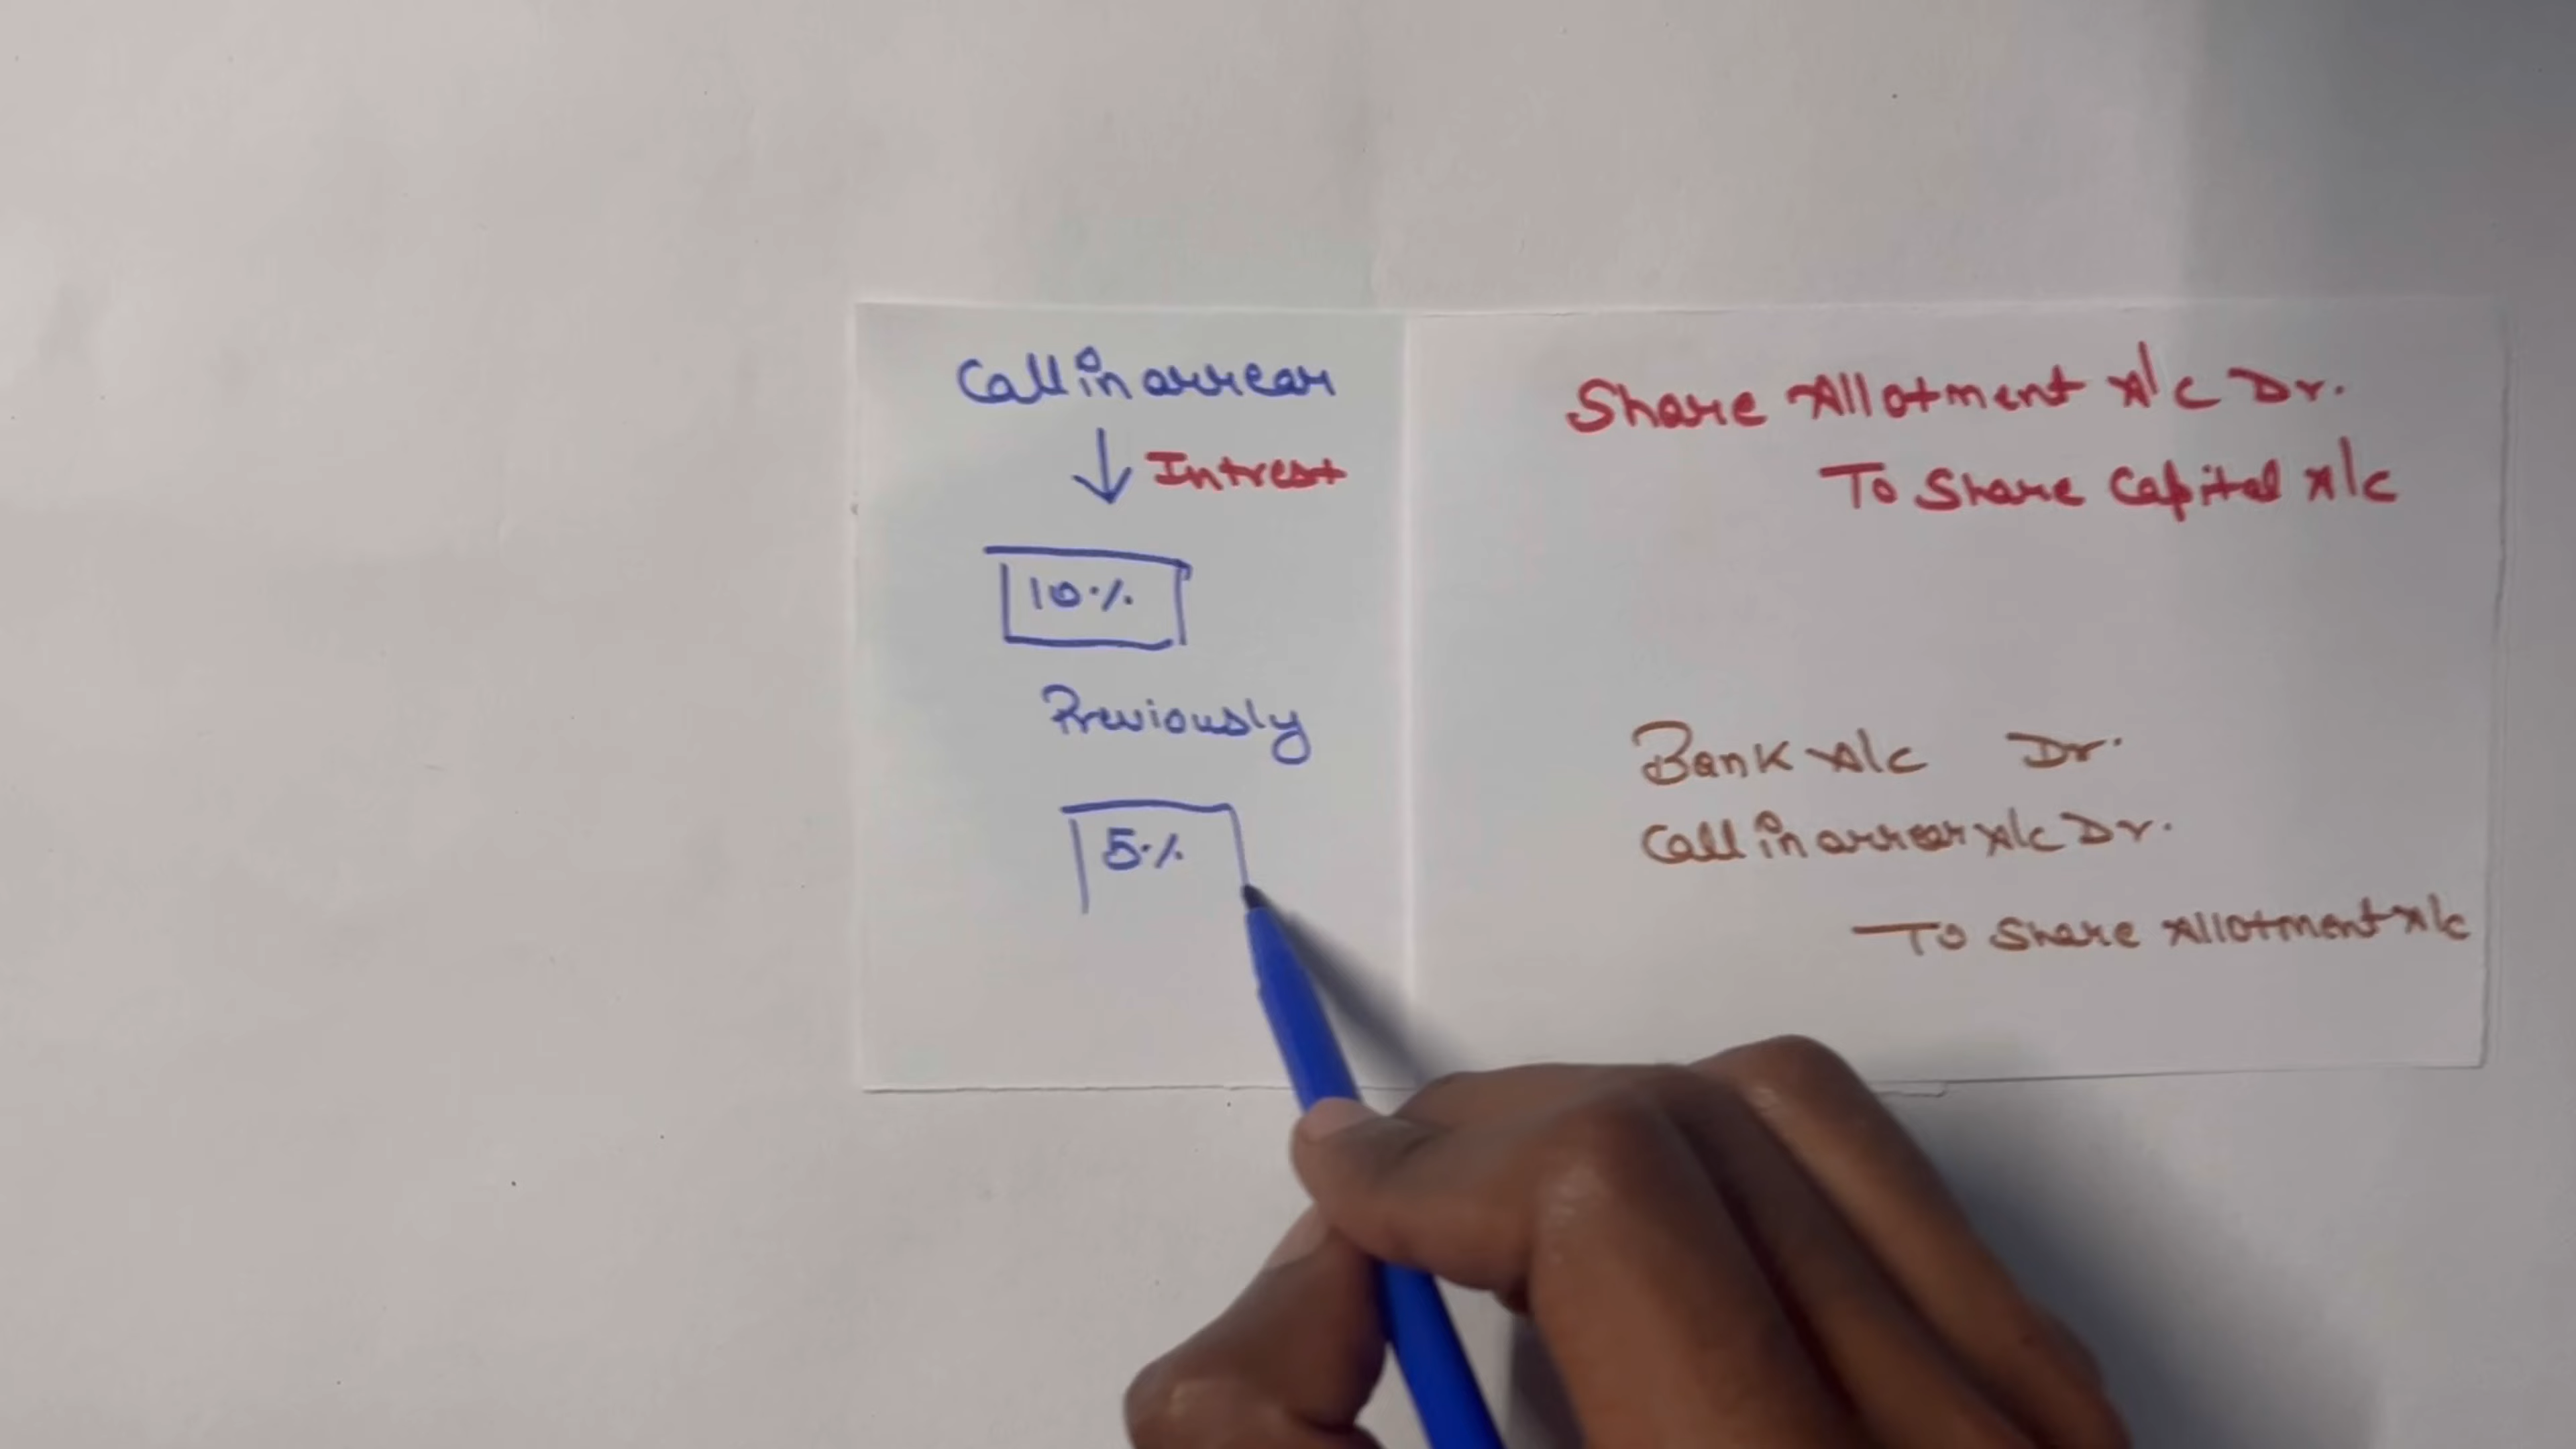 Call in arrear
Intrest
10%
Previously
5%
Share Allotment A/c Dr.
To Share Capital A/c
Bank A/c Dr.
Call in arrear A/c Dr.
To Share Allotment A/c